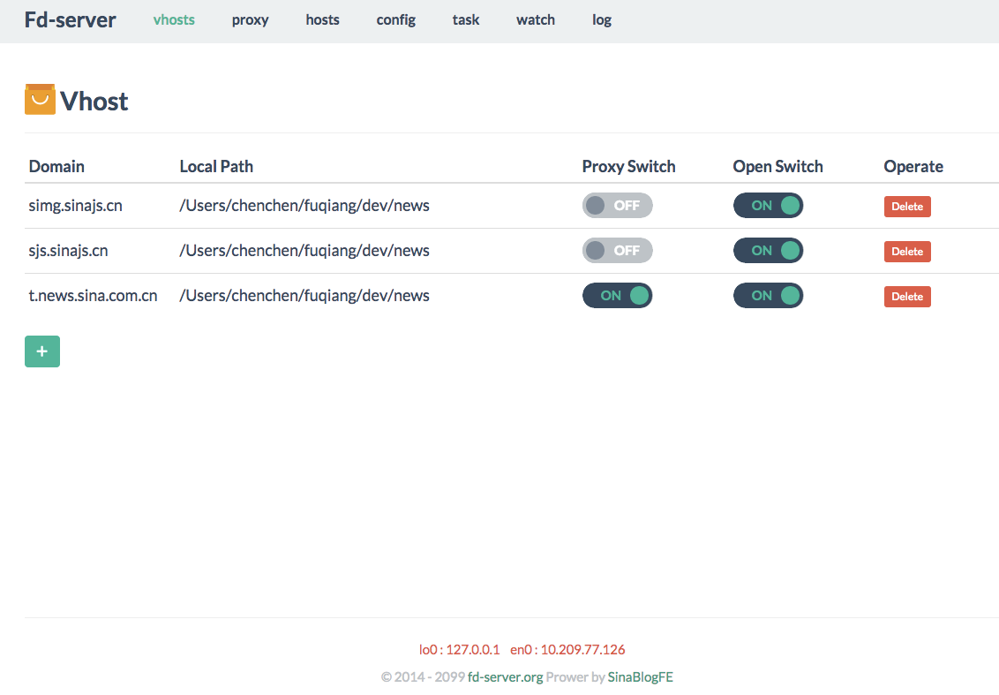 Fd-server vhosts proxy hosts config task watch log
Vhost
Domain Local Path Proxy Switch Open Switch Operate
simg.sinajs.cn /Users/chenchen/fuqiang/dev/news OFF ON Delete
sjs.sinajs.cn /Users/chenchen/fuqiang/dev/news OFF ON Delete
t.news.sina.com.cn /Users/chenchen/fuqiang/dev/news ON ON Delete
+
lo0 : 127.0.0.1 en0 : 10.209.77.126
© 2014 - 2099 fd-server.org Prower by SinaBlogFE